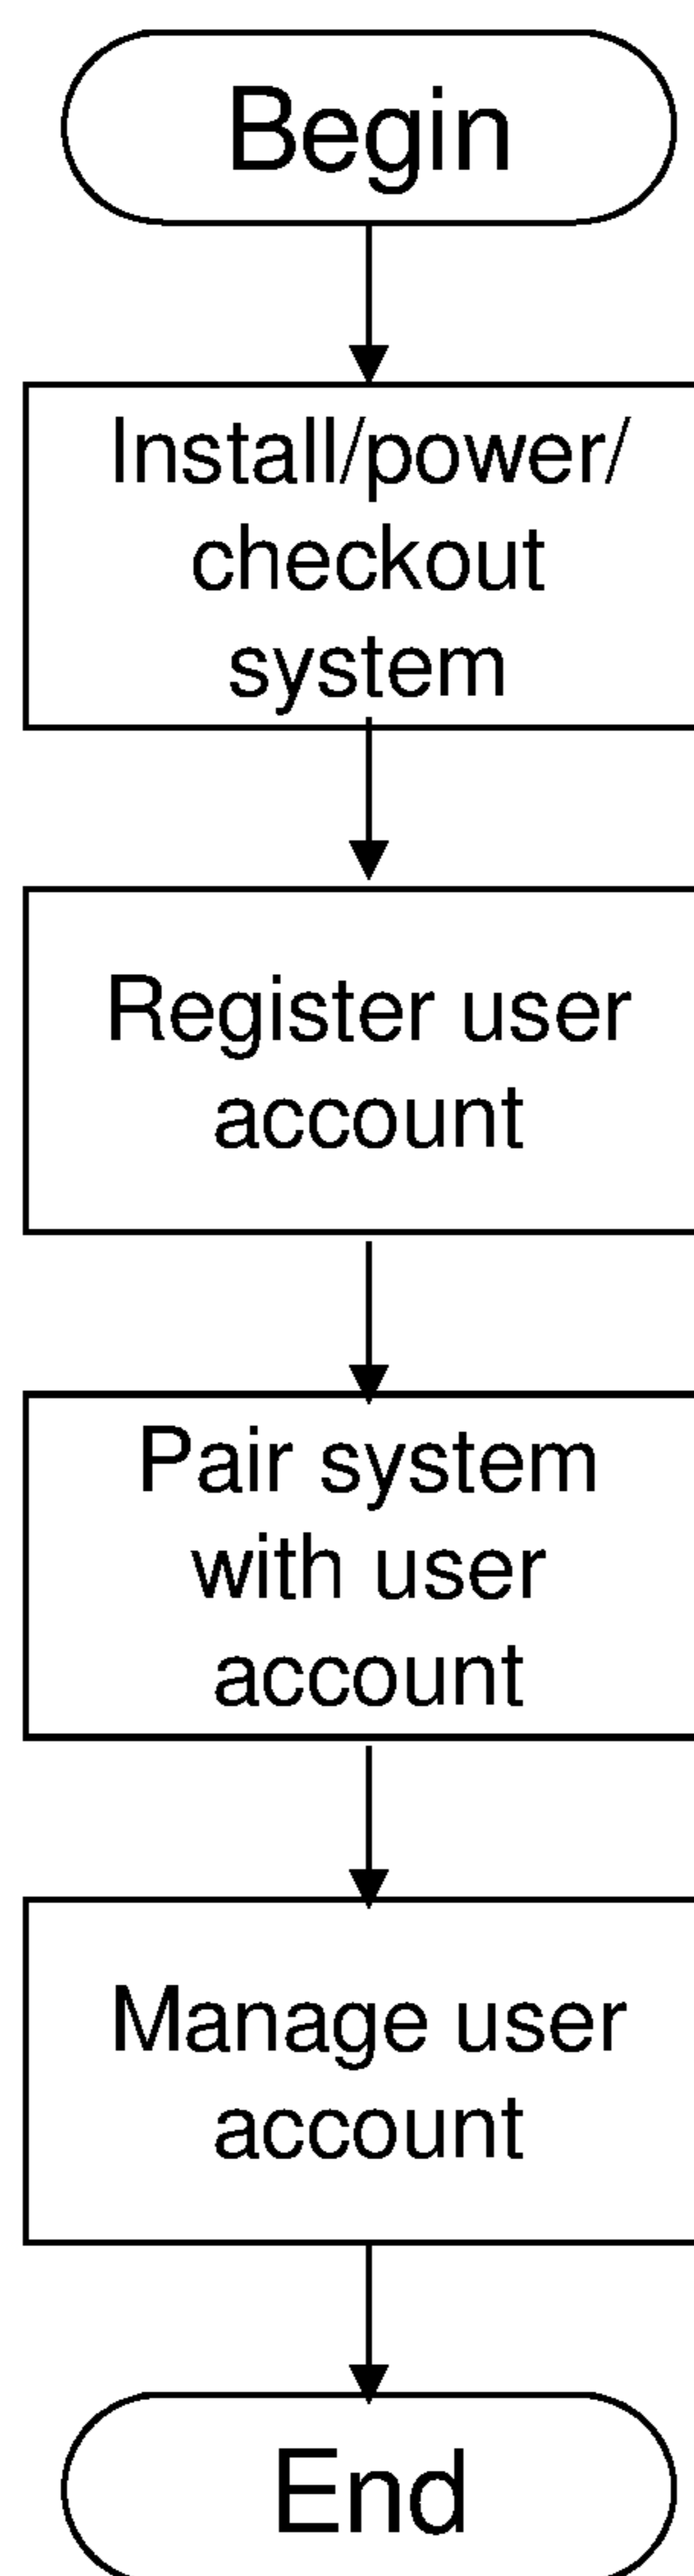 Begin
Install/power/
checkout
system
Register user
account
Pair system
with user
account
Manage user
account
End